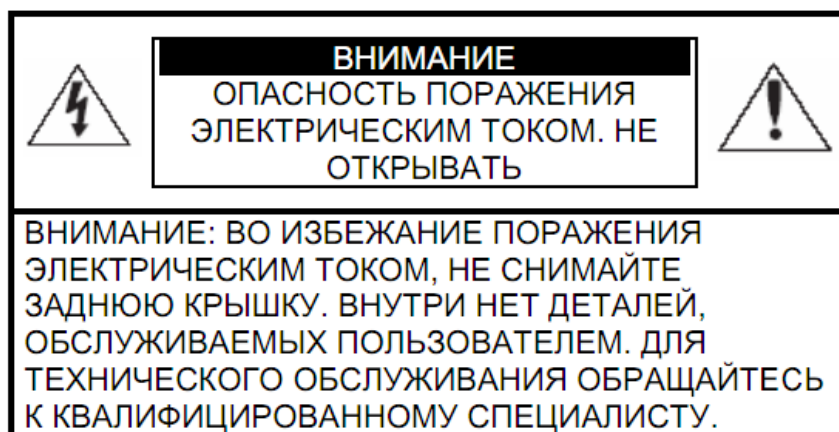 ВНИМАНИЕ
ОПАСНОСТЬ ПОРАЖЕНИЯ
ЭЛЕКТРИЧЕСКИМ ТОКОМ. НЕ
ОТКРЫВАТЬ
ВНИМАНИЕ: ВО ИЗБЕЖАНИЕ ПОРАЖЕНИЯ
ЭЛЕКТРИЧЕСКИМ ТОКОМ, НЕ СНИМАЙТЕ
ЗАДНЮЮ КРЫШКУ. ВНУТРИ НЕТ ДЕТАЛЕЙ,
ОБСЛУЖИВАЕМЫХ ПОЛЬЗОВАТЕЛЕМ. ДЛЯ
ТЕХНИЧЕСКОГО ОБСЛУЖИВАНИЯ ОБРАЩАЙТЕСЬ
К КВАЛИФИЦИРОВАННОМУ СПЕЦИАЛИСТУ.